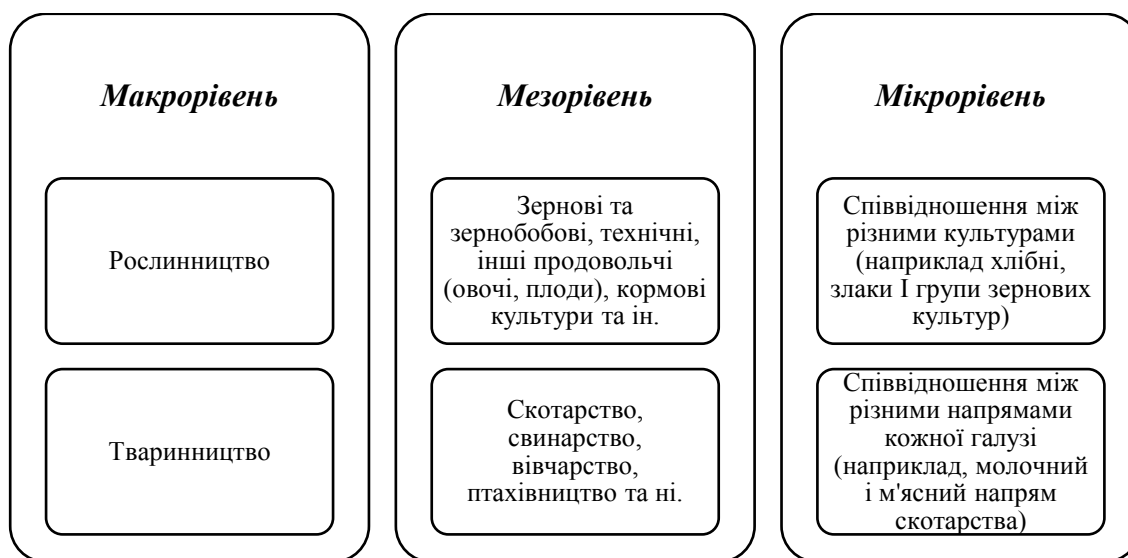 Макрорівень
Рослинництво
Тваринництво
Мезорівень
Зернові та
зернобобові, технічні,
інші продовольчі
(овочі, плоди), кормові
культури та ін.
Скотарство,
свинарство,
вівчарство,
птахівництво та ні.
Мікрорівень
Співвідношення між
різними культурами
(наприклад хлібні,
злаки І групи зернових
культур)
Співвідношення між
різними напрямами
кожної галузі
(наприклад, молочний
і м'ясний напрям
скотарства)